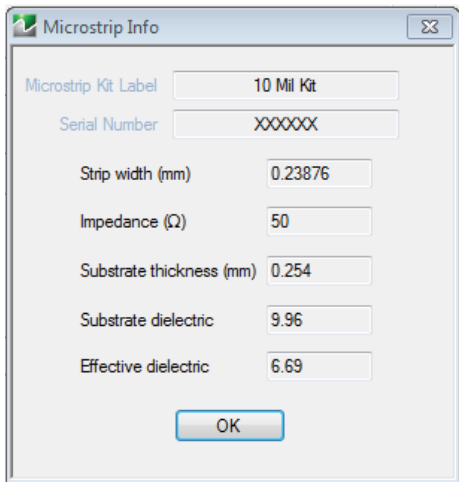 Microstrip Info
Microstrip Kit Label 10 Mil Kit
Serial Number XXXXXX
Strip width (mm) 0.23876
Impedance (Ω) 50
Substrate thickness (mm) 0.254
Substrate dielectric 9.96
Effective dielectric 6.69
OK